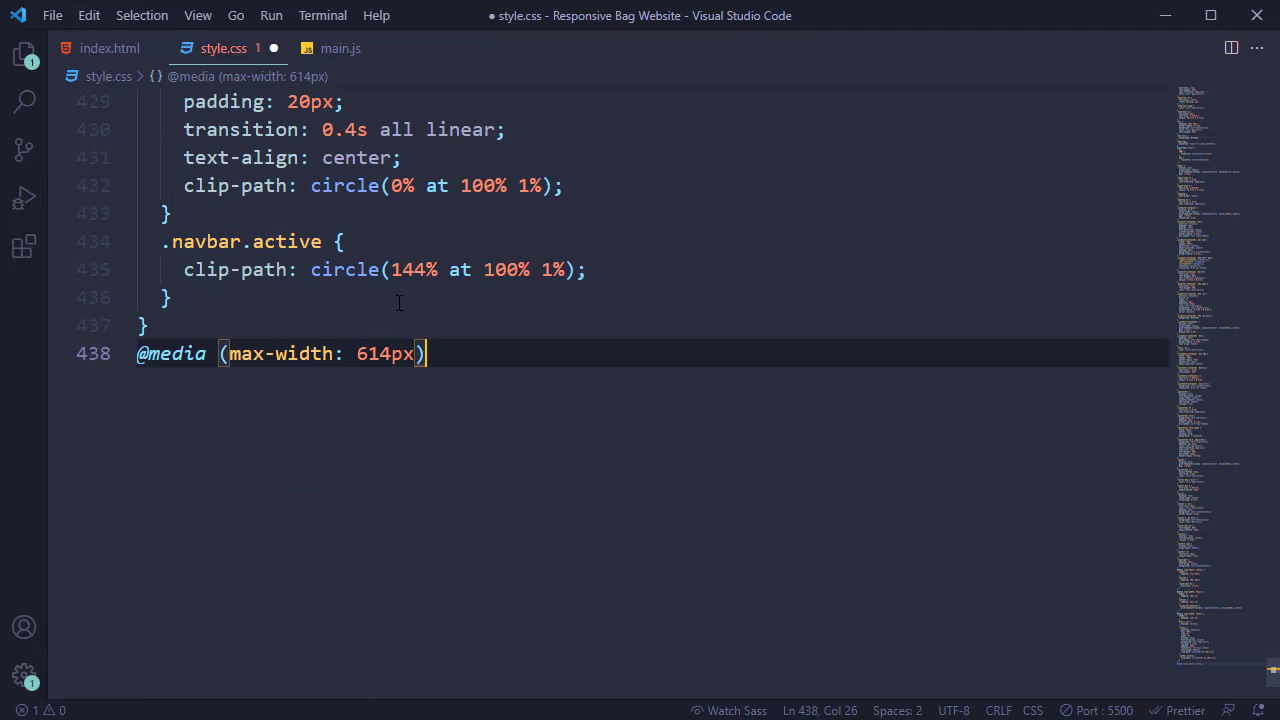 File Edit Selection View Go Run Terminal Help ● style.css - Responsive Bag Website - Visual Studio Code
index.html style.css 1 ● JS main.js
style.css > {} @media (max-width: 614px)
429 padding: 20px;
430 transition: 0.4s all linear;
431 text-align: center;
432 clip-path: circle(0% at 100% 1%);
433 }
434 .navbar.active {
435 clip-path: circle(144% at 100% 1%);
436 }
437 }
438 @media (max-width: 614px)
1
1
1 0 Watch Sass Ln 438, Col 26 Spaces: 2 UTF-8 CRLF CSS Port : 5500 Prettier